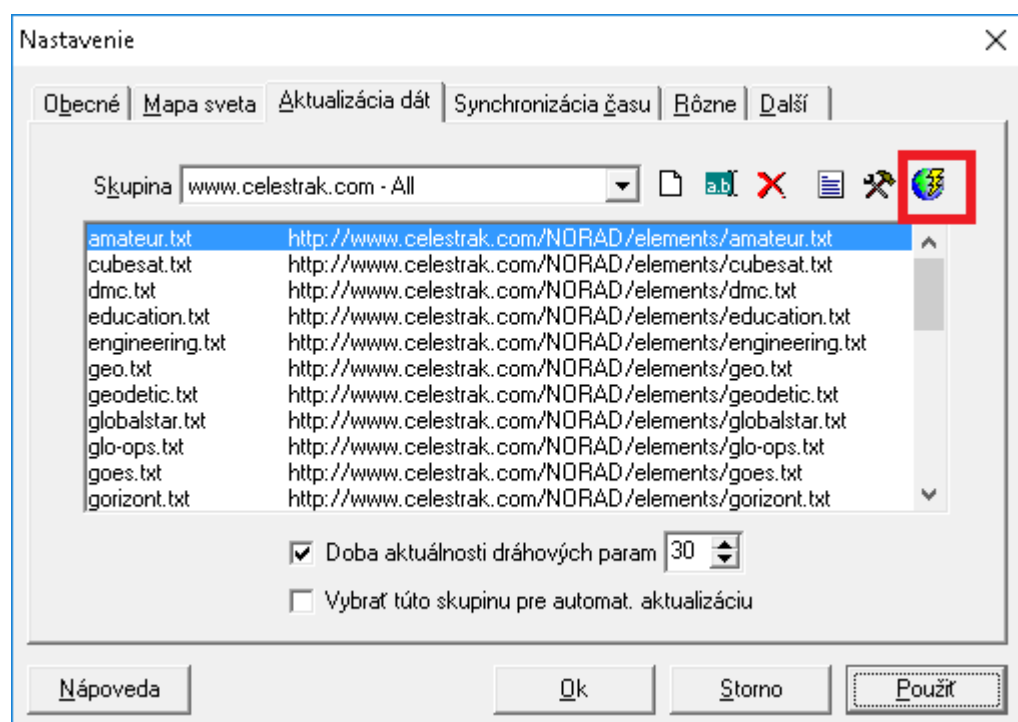 Nastavenie
Obecné Mapa sveta Aktualizácia dát Synchronizácia času Rôzne Další
Skupina www.celestrak.com - All
a.b
amateur.txt http://www.celestrak.com/NORAD/elements/amateur.txt
cubesat.txt http://www.celestrak.com/NORAD/elements/cubesat.txt
dmc.txt http://www.celestrak.com/NORAD/elements/dmc.txt
education.txt http://www.celestrak.com/NORAD/elements/education.txt
engineering.txt http://www.celestrak.com/NORAD/elements/engineering.txt
geo.txt http://www.celestrak.com/NORAD/elements/geo.txt
geodetic.txt http://www.celestrak.com/NORAD/elements/geodetic.txt
globalstar.txt http://www.celestrak.com/NORAD/elements/globalstar.txt
glo-ops.txt http://www.celestrak.com/NORAD/elements/glo-ops.txt
goes.txt http://www.celestrak.com/NORAD/elements/goes.txt
gorizont.txt http://www.celestrak.com/NORAD/elements/gorizont.txt
Doba aktuálnosti dráhových param 30
Vybrať túto skupinu pre automat. aktualizáciu
Nápoveda Ok Storno Použiť